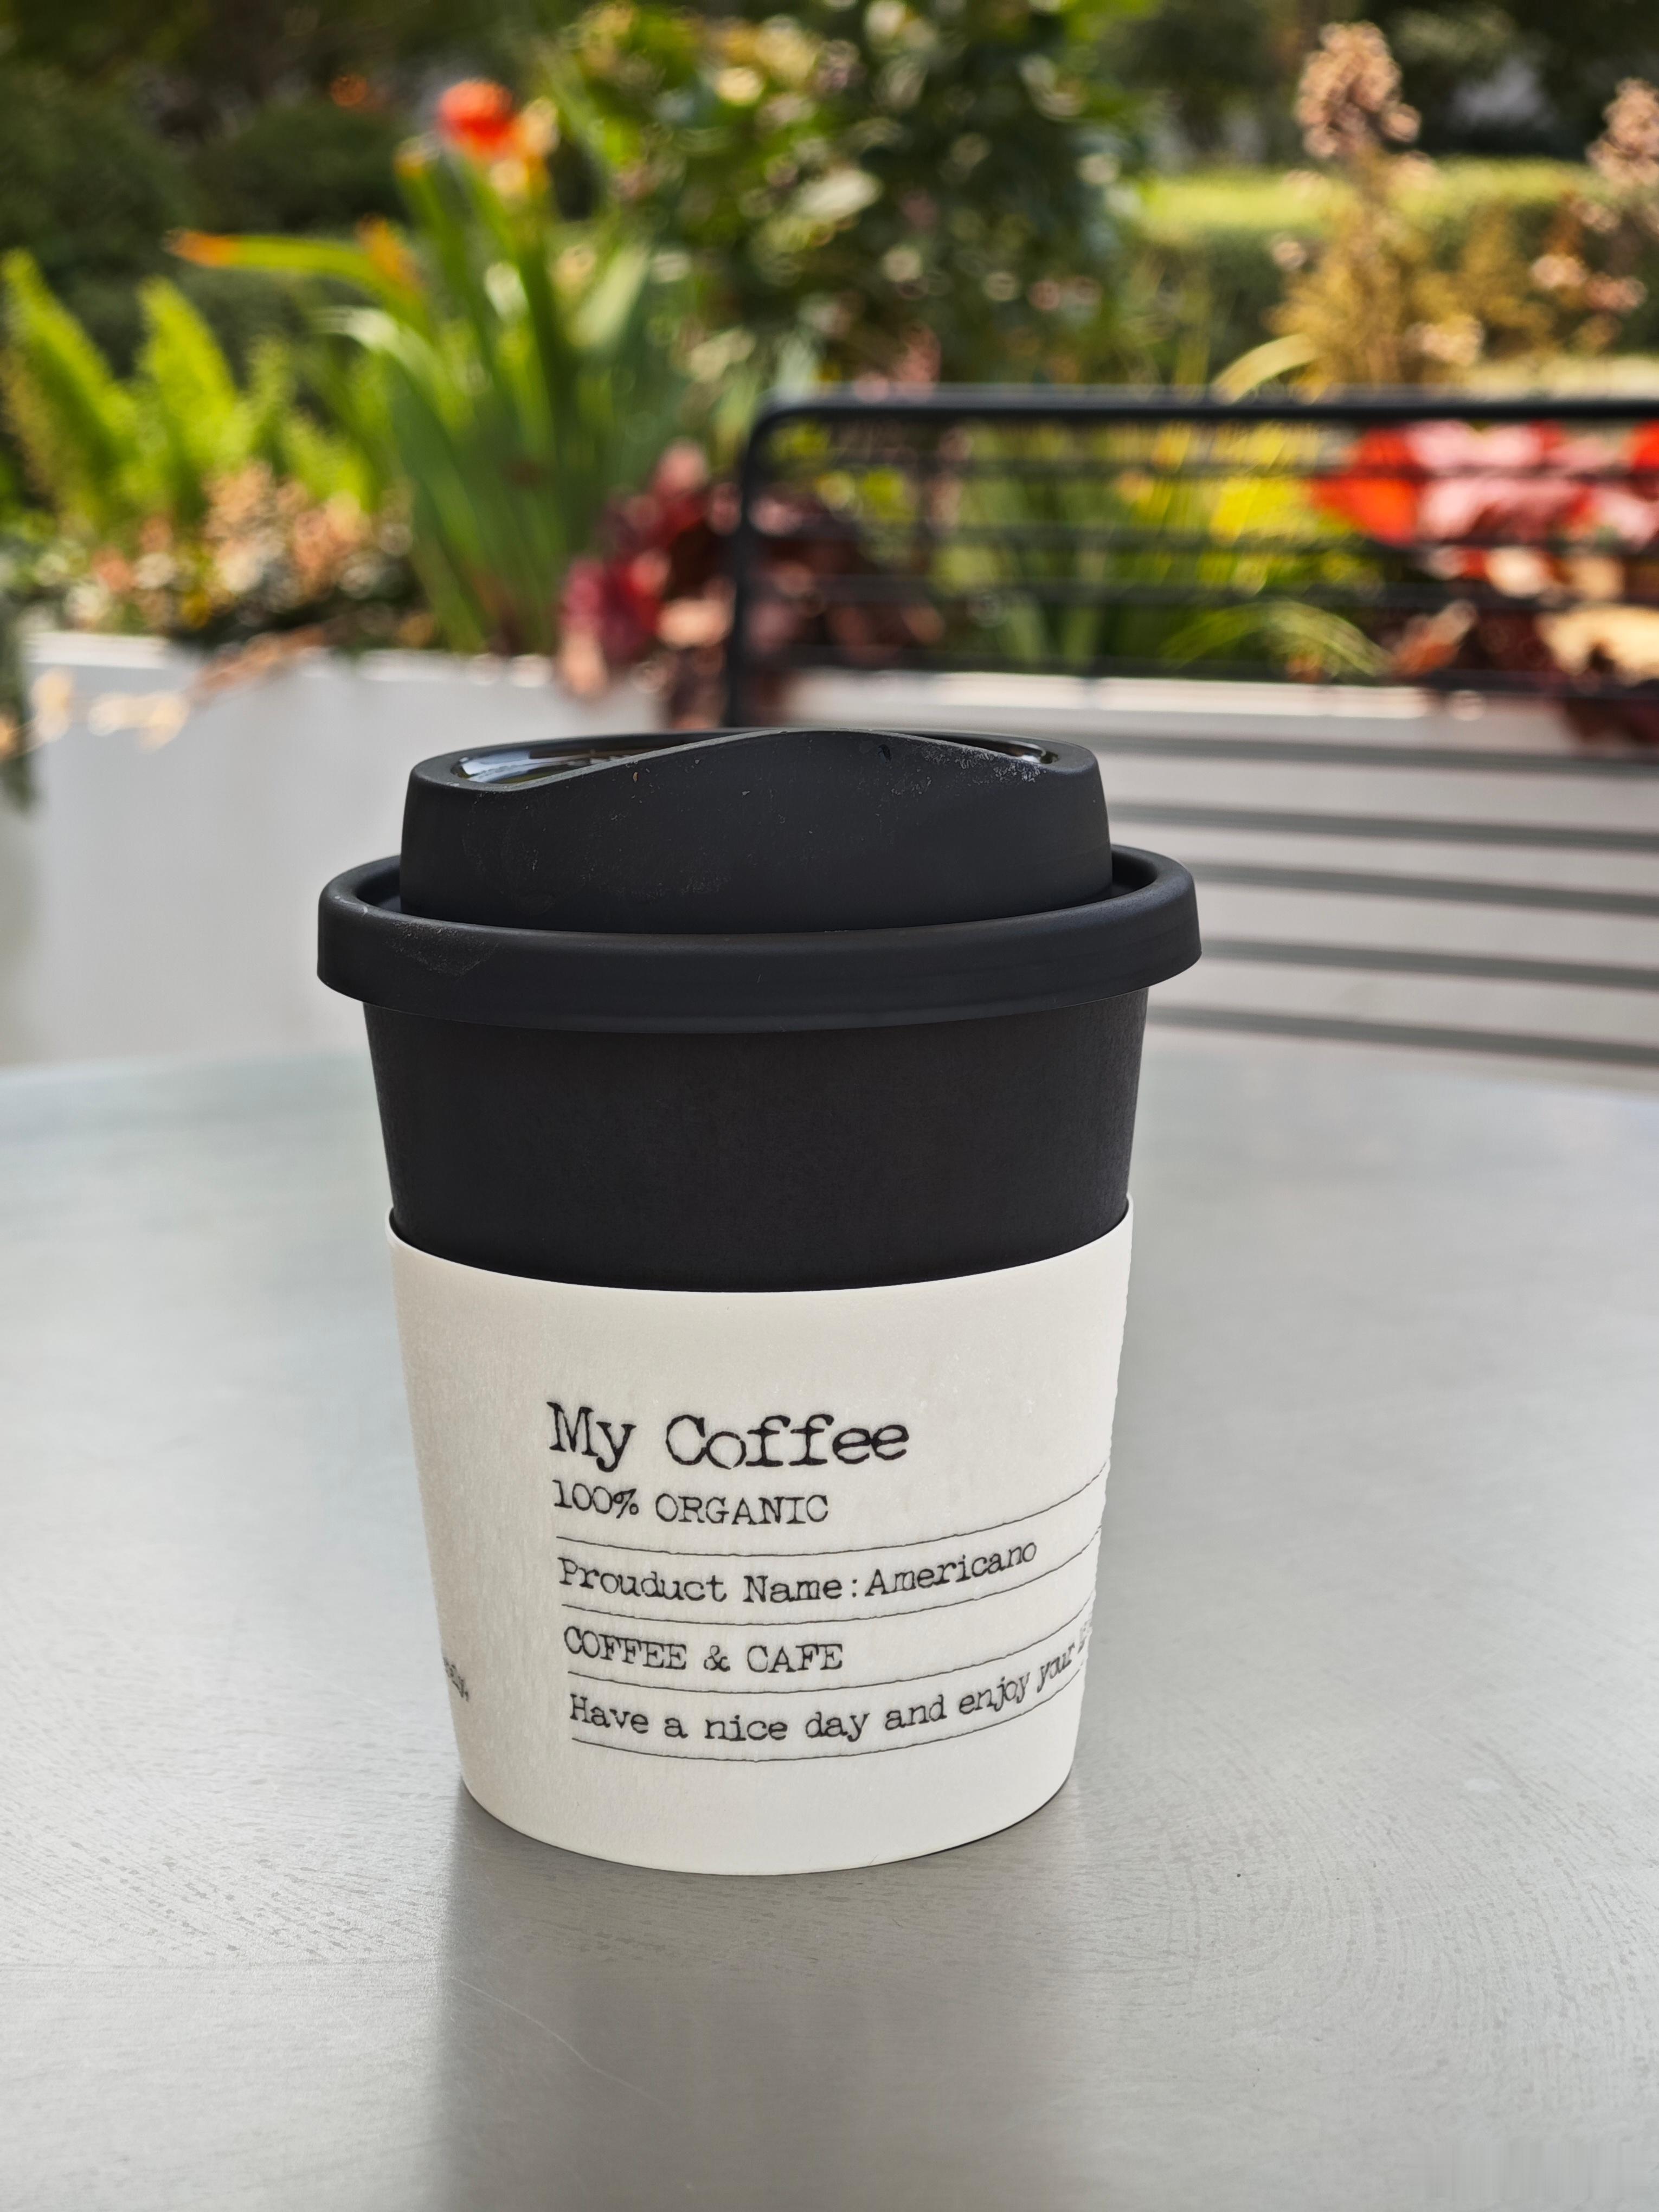 My Coffee
100% ORGANIC
Prouduct Name:Americano
COFFEE & CAFE
Have a nice day and enjoy your